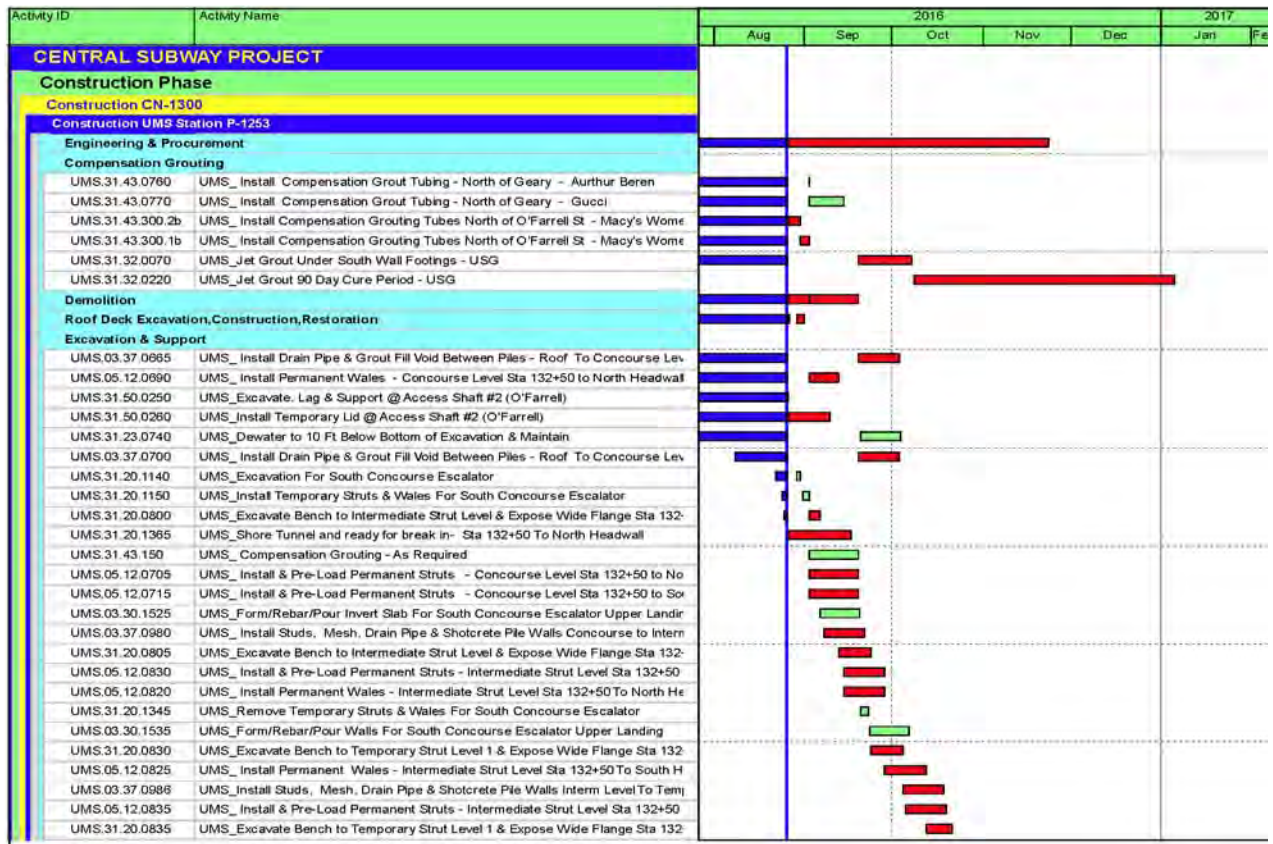 Activity ID Activity Name 2016 2017
Aug Sep Oct Nov Dec Jan Fe
CENTRAL SUBWAY PROJECT
Construction Phase
Construction CN-1300
Construction UMS Station P-1253
Engineering & Procurement
Compensation Grouting
UMS.31.43.0760 UMS_ Install Compensation Grout Tubing - North of Geary - Aurthur Beren
UMS.31.43.0770 UMS_ Install Compensation Grout Tubing - North of Geary - Gucci
UMS.31.43.300.2b UMS_ Install Compensation Grouting Tubes North of O'Farrell St - Macy's Wome
UMS.31.43.300.1b UMS_ Install Compensation Grouting Tubes North of O'Farrell St - Macy's Wome
UMS.31.32.0070 UMS_Jet Grout Under South Wall Footings - USG
UMS.31.32.0220 UMS_Jet Grout 90 Day Cure Period - USG
Demolition
Roof Deck Excavation,Construction,Restoration
Excavation & Support
UMS.03.37.0665 UMS_ Install Drain Pipe & Grout Fill Void Between Piles - Roof To Concourse Lev
UMS.05.12.0690 UMS_ Install Permanent Wales - Concourse Level Sta 132+50 to North Headwall
UMS.31.50.0250 UMS_Excavate. Lag & Support @ Access Shaft #2 (O'Farrell)
UMS.31.50.0260 UMS_Install Temporary Lid @ Access Shaft #2 (O'Farrell)
UMS.31.23.0740 UMS_Dewater to 10 Ft Below Bottom of Excavation & Maintain
UMS.03.37.0700 UMS_ Install Drain Pipe & Grout Fill Void Between Piles - Roof To Concourse Lev
UMS.31.20.1140 UMS_Excavation For South Concourse Escalator
UMS.31.20.1150 UMS_Install Temporary Struts & Wales For South Concourse Escalator
UMS.31.20.0800 UMS_Excavate Bench to Intermediate Strut Level & Expose Wide Flange Sta 132-
UMS.31.20.1365 UMS_Shore Tunnel and ready for break in- Sta 132+50 To North Headwall
UMS.31.43.150 UMS_ Compensation Grouting - As Required
UMS.05.12.0705 UMS_ Install & Pre-Load Permanent Struts - Concourse Level Sta 132+50 to No
UMS.05.12.0715 UMS_ Install & Pre-Load Permanent Struts - Concourse Level Sta 132+50 to So
UMS.03.30.1525 UMS_Form/Rebar/Pour Invert Slab For South Concourse Escalator Upper Landin
UMS.03.37.0980 UMS_ Install Studs, Mesh, Drain Pipe & Shotcrete Pile Walls Concourse to Intern
UMS.31.20.0805 UMS_Excavate Bench to Intermediate Strut Level & Expose Wide Flange Sta 132-
UMS.05.12.0830 UMS_ Install & Pre-Load Permanent Struts - Intermediate Strut Level Sta 132+50
UMS.05.12.0820 UMS_ Install Permanent Wales - Intermediate Strut Level Sta 132+50 To North He
UMS.31.20.1345 UMS_Remove Temporary Struts & Wales For South Concourse Escalator
UMS.03.30.1535 UMS_Form/Rebar/Pour Walls For South Concourse Escalator Upper Landing
UMS.31.20.0830 UMS_Excavate Bench to Temporary Strut Level 1 & Expose Wide Flange Sta 132
UMS.05.12.0825 UMS_ Install Permanent Wales - Intermediate Strut Level Sta 132+50 To South H
UMS.03.37.0986 UMS_Install Studs, Mesh, Drain Pipe & Shotcrete Pile Walls Interm Level To Temp
UMS.05.12.0835 UMS_ Install & Pre-Load Permanent Struts - Intermediate Strut Level Sta 132+50
UMS.31.20.0835 UMS_Excavate Bench to Temporary Strut Level 1 & Expose Wide Flange Sta 132